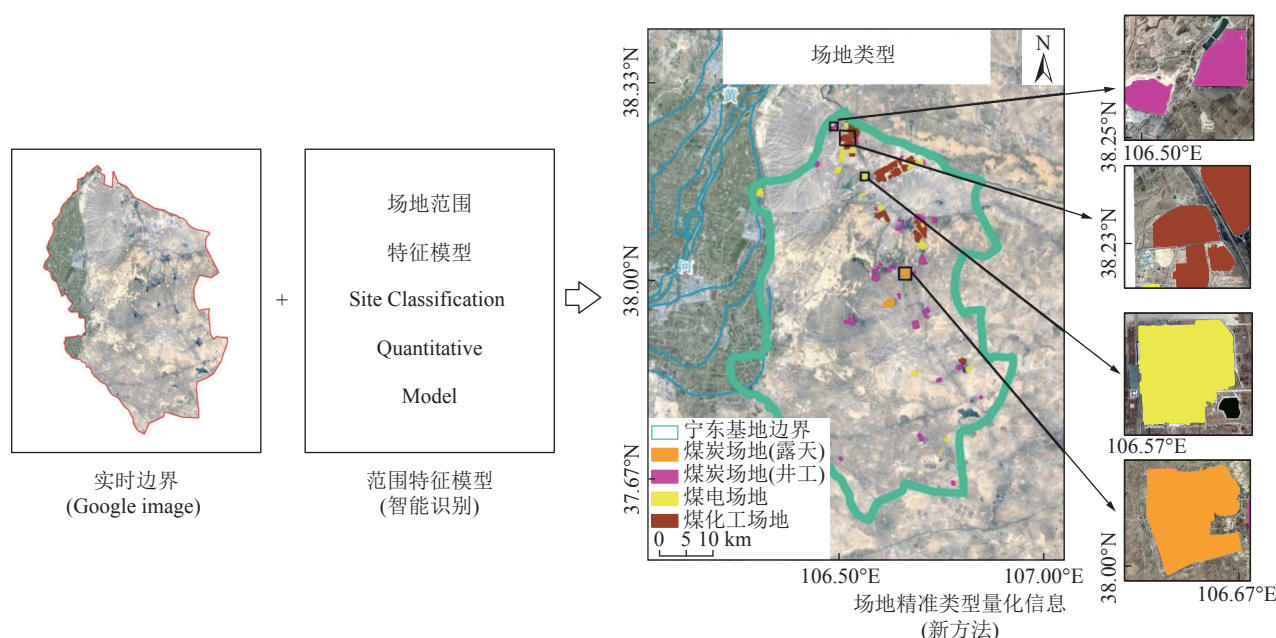 实时边界
(Google image)
+
场地范围
特征模型
Site Classification
Quantitative
Model
范围特征模型
(智能识别)
场地类型
N
黄
河
38.33°N
38.00°N
37.67°N
宁东基地边界
煤炭场地(露天)
煤炭场地(井工)
煤电场地
煤化工场地
0 5 10 km
106.50°E
107.00°E
场地精准类型量化信息
(新方法)
38.25°N
106.50°E
38.23°N
106.57°E
38.00°N
106.67°E